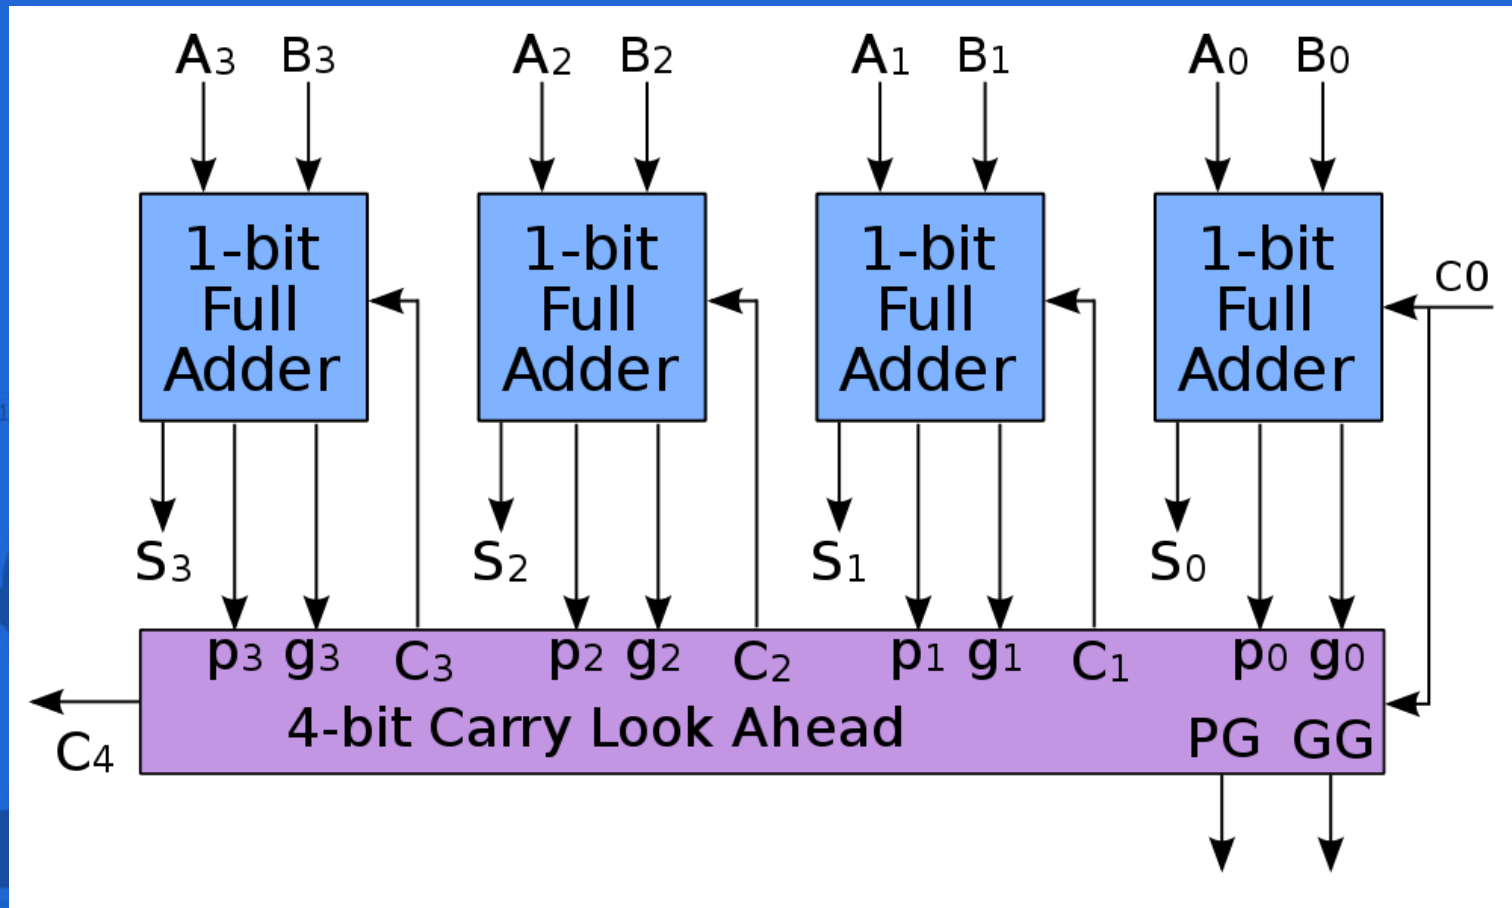 A3 B3 A2 B2 A1 B1 A0 B0
1-bit Full Adder
1-bit Full Adder
1-bit Full Adder
1-bit Full Adder
C0
S3 S2 S1 S0
p3 g3 C3 p2 g2 C2 p1 g1 C1 p0 g0
4-bit Carry Look Ahead
PG GG
C4